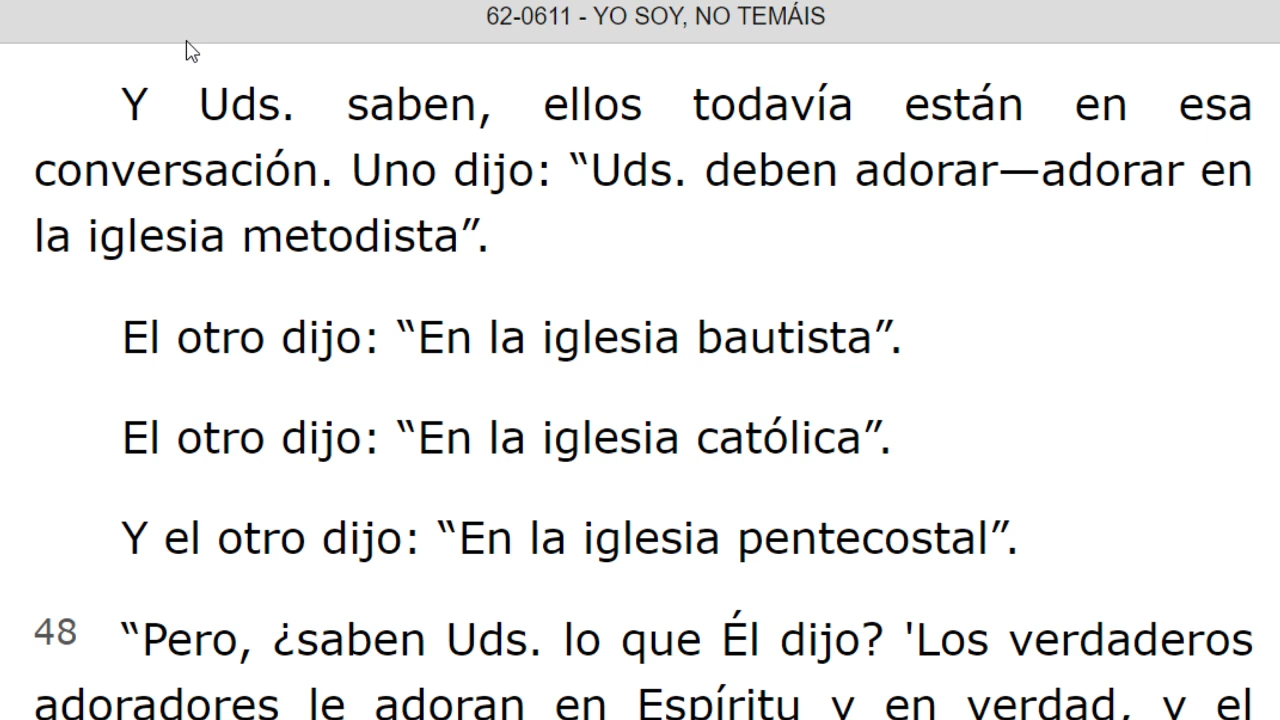 62-0611 - YO SOY, NO TEMÁIS
Y Uds. saben, ellos todavía están en esa
conversación. Uno dijo: “Uds. deben adorar—adorar en
la iglesia metodista”.
El otro dijo: “En la iglesia bautista”.
El otro dijo: “En la iglesia católica”.
Y el otro dijo: “En la iglesia pentecostal”.
48 “Pero, ¿saben Uds. lo que Él dijo? 'Los verdaderos
adoradores le adoran en Espíritu y en verdad, y el